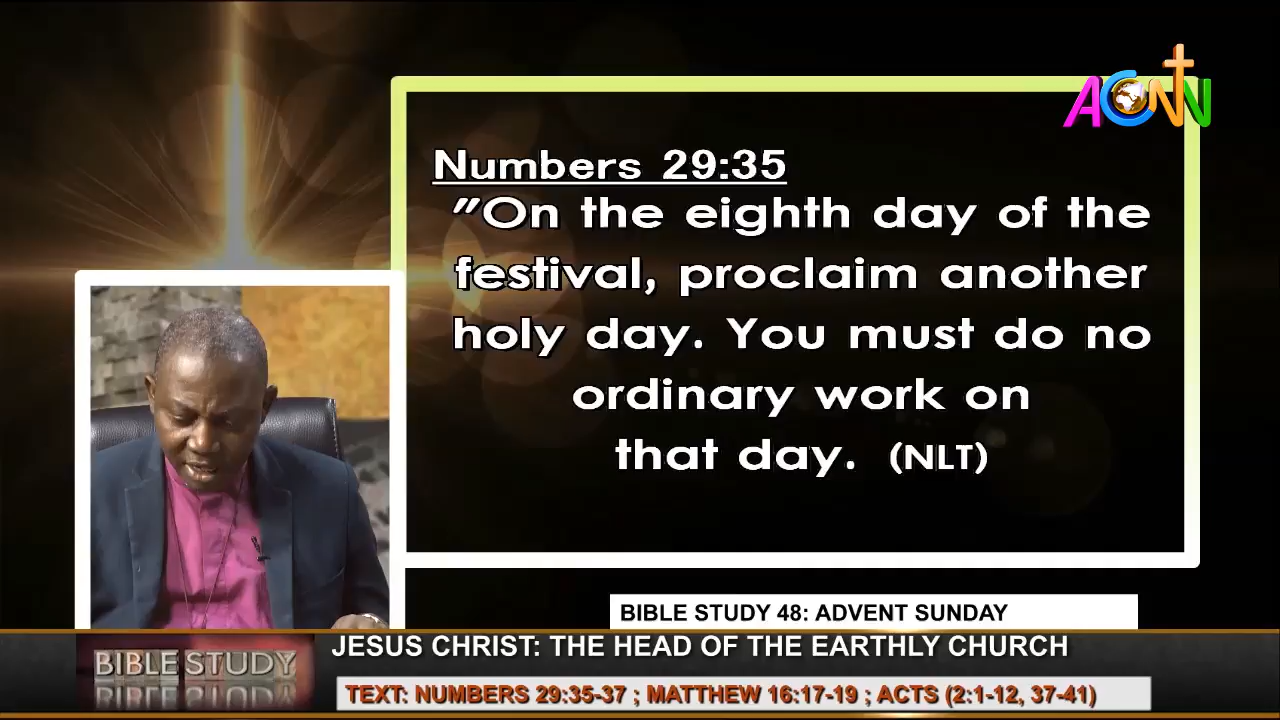 ACNN
Numbers 29:35
"On the eighth day of the
festival, proclaim another
holy day. You must do no
ordinary work on
that day. (NLT)
BIBLE STUDY 48: ADVENT SUNDAY
JESUS CHRIST: THE HEAD OF THE EARTHLY CHURCH
BIBLE STUDY
TEXT: NUMBERS 29:35-37 ; MATTHEW 16:17-19 ; ACTS (2:1-12, 37-41)